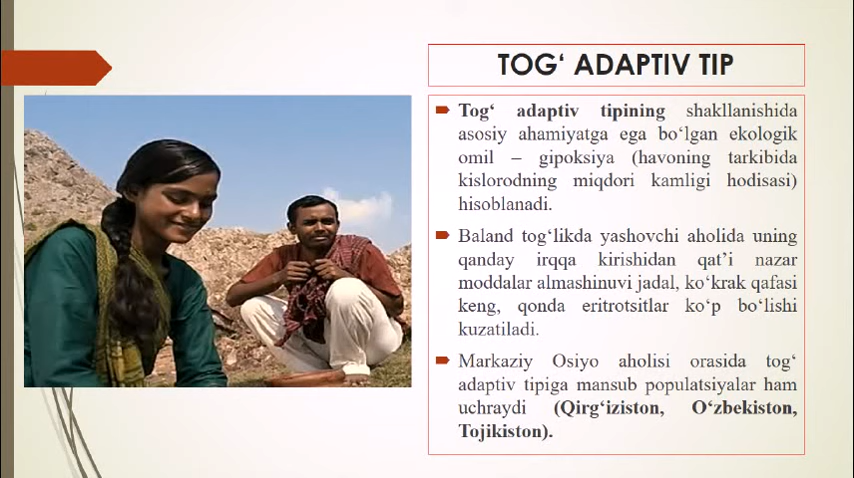 TOG‘ ADAPTIV TIP
Tog‘ adaptiv tipining shakllanishida
asosiy ahamiyatga ega bo‘lgan ekologik
omil – gipoksiya (havoning tarkibida
kislorodning miqdori kamligi hodisasi)
hisoblanadi.
Baland tog‘likda yashovchi aholida uning
qanday irqqa kirishidan qat’i nazar
moddalar almashinuvi jadal, ko‘krak qafasi
keng, qonda eritrotsitlar ko‘p bo‘lishi
kuzatiladi.
Markaziy Osiyo aholisi orasida tog‘
adaptiv tipiga mansub populatsiyalar ham
uchraydi (Qirg‘iziston, O‘zbekiston,
Tojikiston).